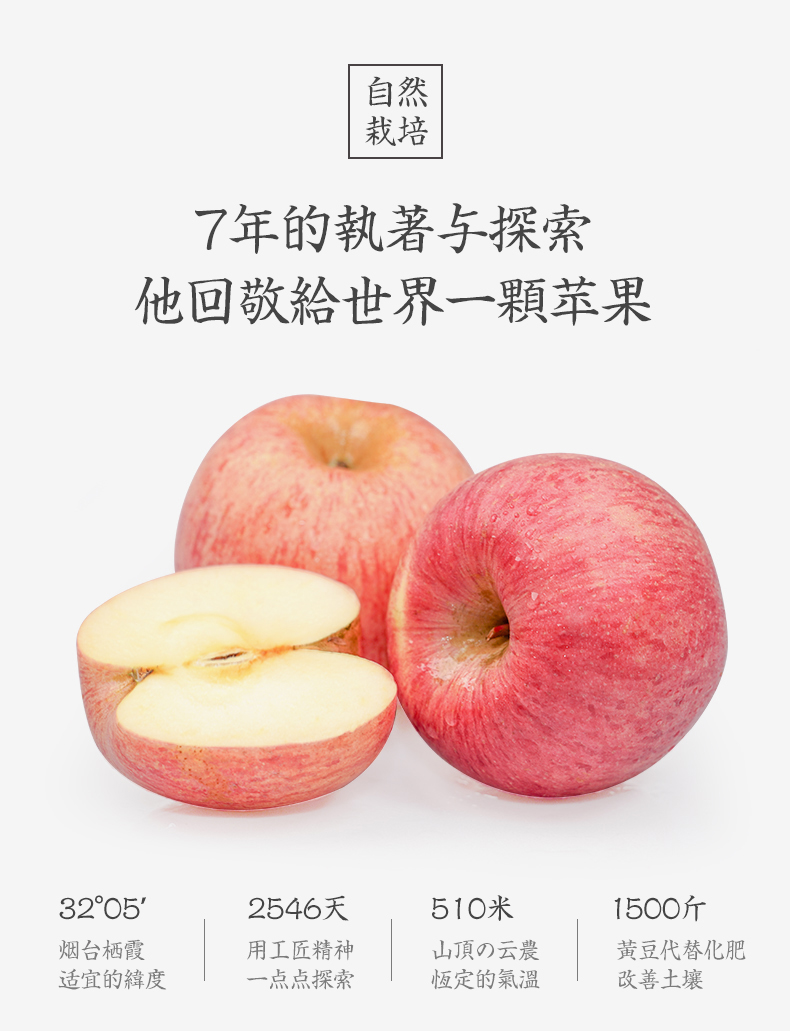 自然
栽培
7年的執著与探索
他回敬給世界一顆苹果
32°05′
烟台栖霞
适宜的緯度
2546天
用工匠精神
一点点探索
510米
山頂の云農
恆定的氣溫
1500斤
黃豆代替化肥
改善土壤